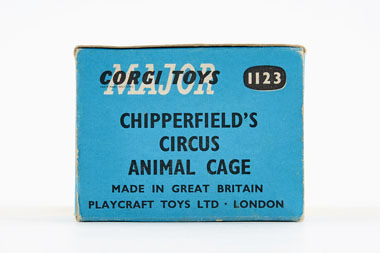 CORGI TOYS
MAJOR
1123
CHIPPERFIELD'S
CIRCUS
ANIMAL CAGE
MADE IN GREAT BRITAIN
PLAYCRAFT TOYS LTD · LONDON